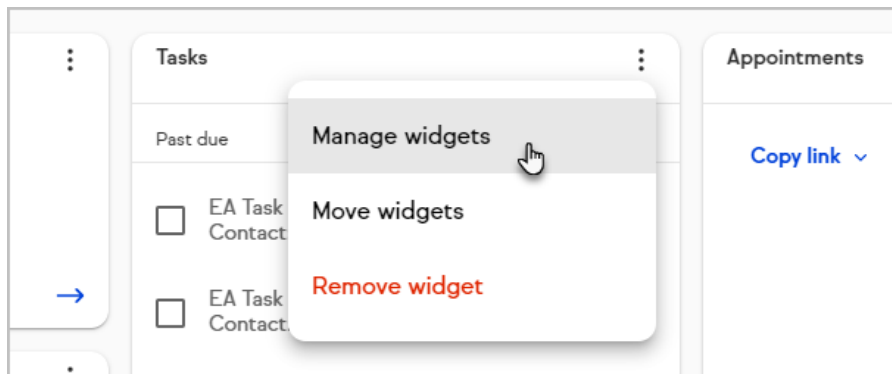 Tasks
Appointments
Past due
Manage widgets
Copy link
EA Task
Contact
Move widgets
Remove widget
EA Task
Contact.